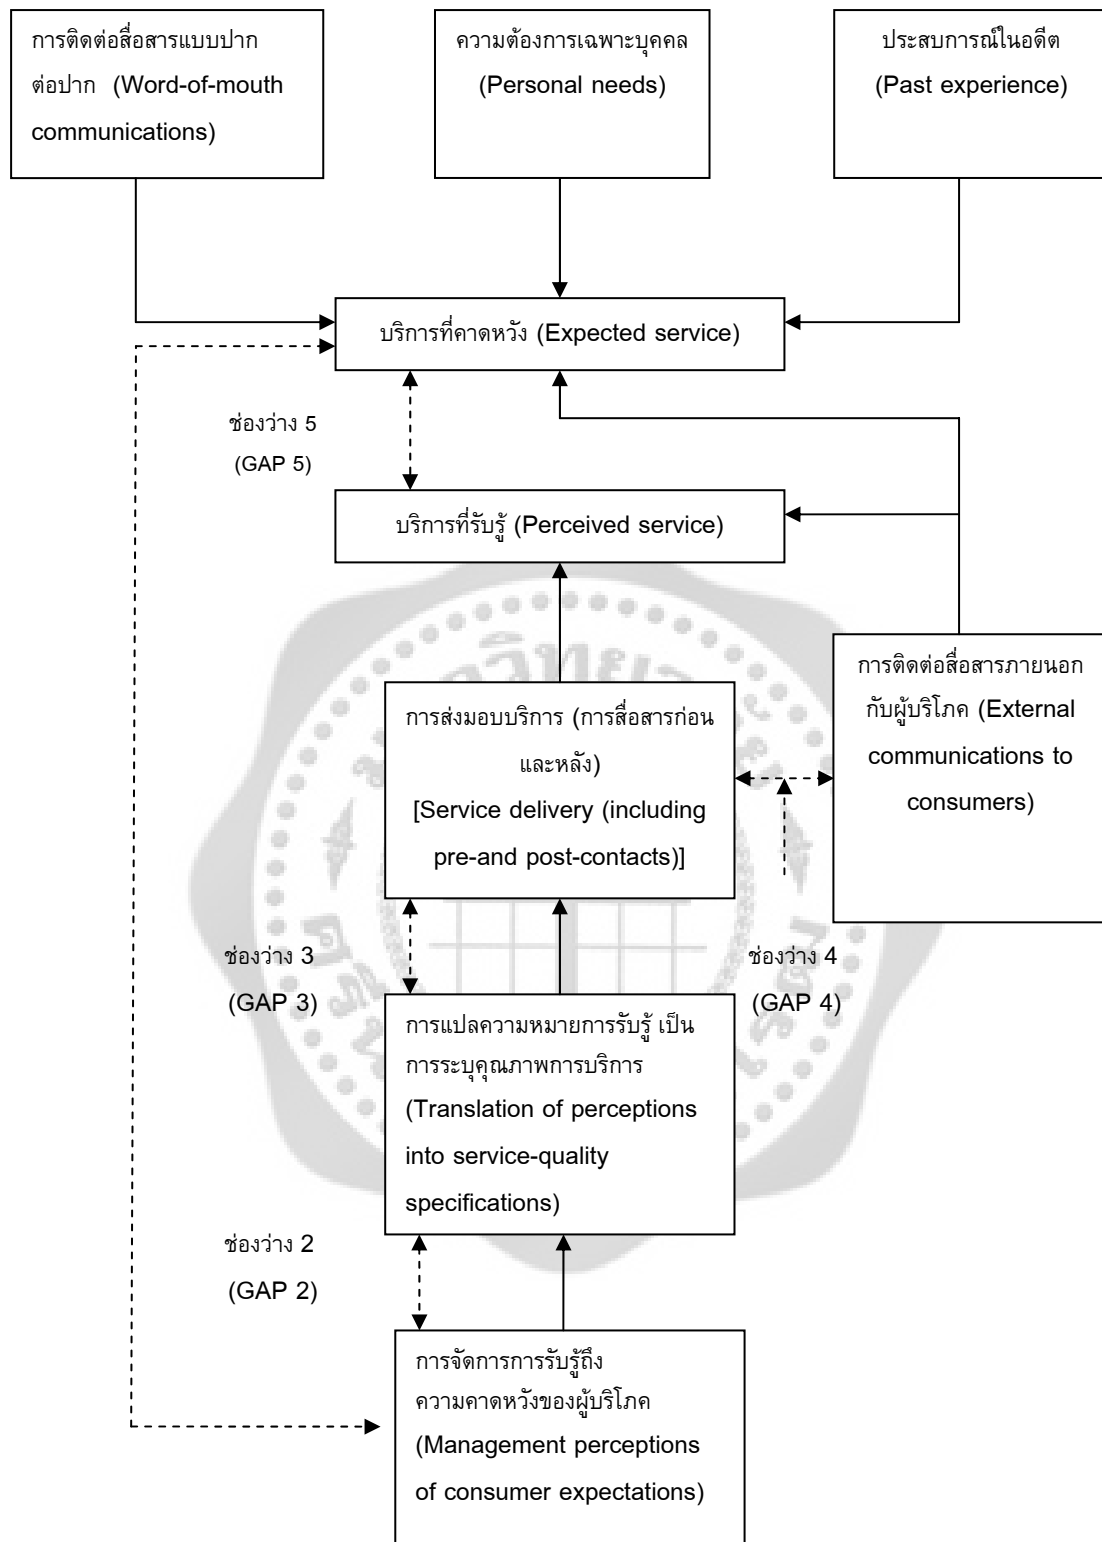 การติดต่อสื่อสารแบบปาก
ต่อปาก (Word-of-mouth
communications)
ความต้องการเฉพาะบุคคล
(Personal needs)
ประสบการณ์ในอดีต
(Past experience)
บริการที่คาดหวัง (Expected service)
ช่องว่าง 5
(GAP 5)
บริการที่รับรู้ (Perceived service)
การติดต่อสื่อสารภายนอก
กับผู้บริโภค (External
communications to
consumers)
การส่งมอบบริการ (การสื่อสารก่อน
และหลัง)
[Service delivery (including
pre-and post-contacts)]
ช่องว่าง 3
(GAP 3)
ช่องว่าง 4
(GAP 4)
การแปลความหมายการรับรู้ เป็น
การระบุคุณภาพการบริการ
(Translation of perceptions
into service-quality
specifications)
ช่องว่าง 2
(GAP 2)
การจัดการการรับรู้ถึง
ความคาดหวังของผู้บริโภค
(Management perceptions
of consumer expectations)